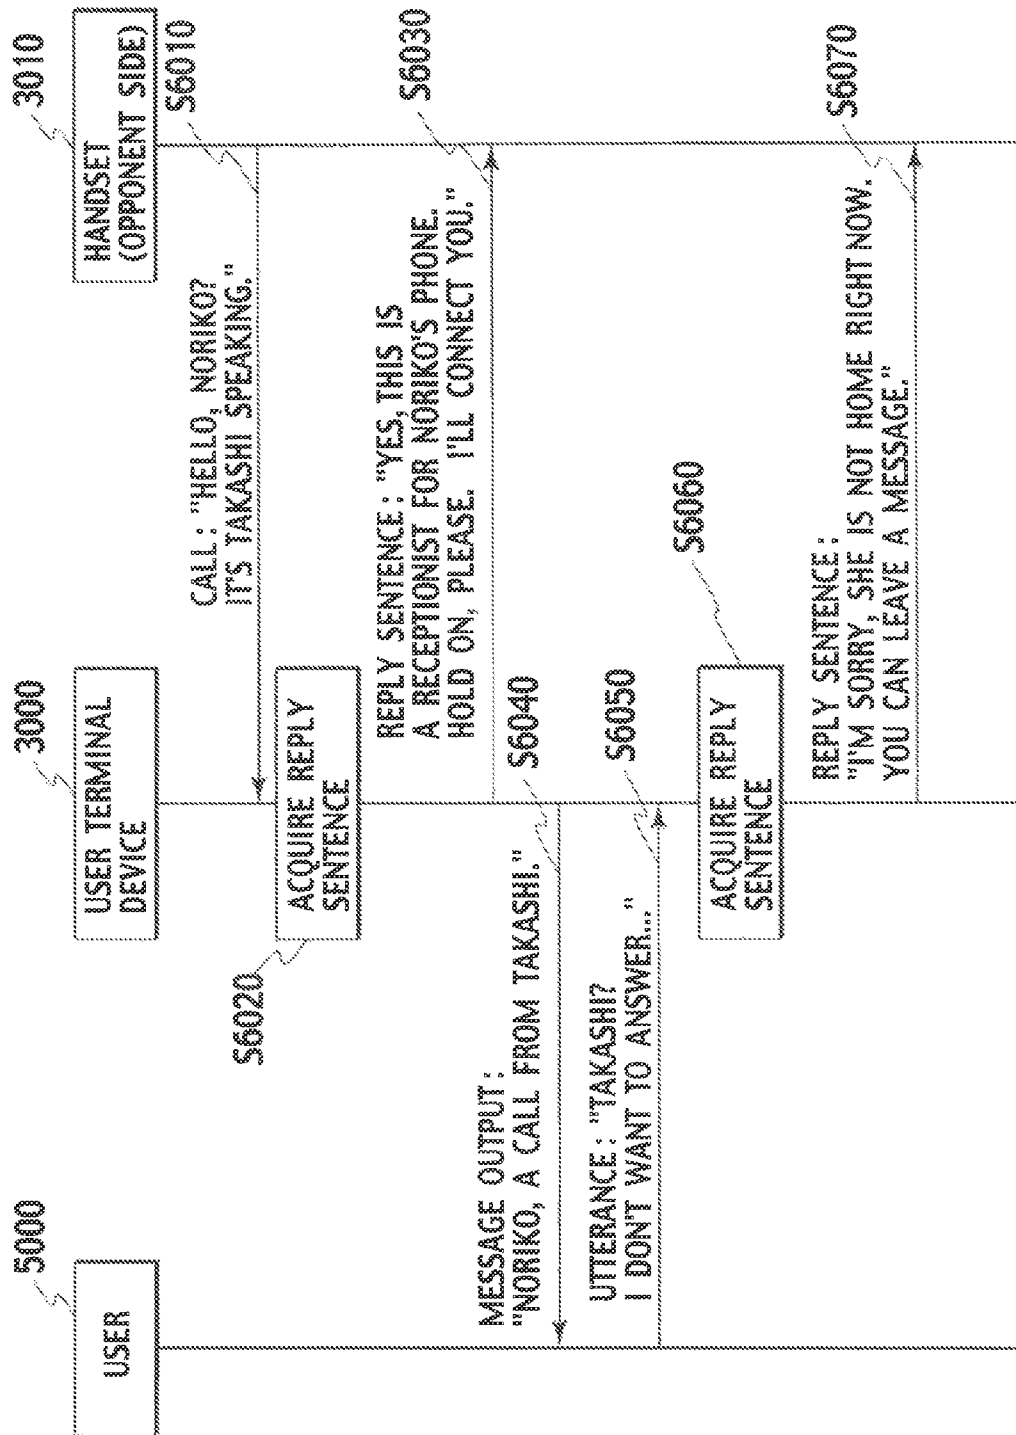 5000
USER
3000
USER TERMINAL
DEVICE
3010
HANDSET
(OPPONENT SIDE)
S6010
CALL : "HELLO, NORIKO?
IT'S TAKASHI SPEAKING."
S6020
ACQUIRE REPLY
SENTENCE
REPLY SENTENCE : "YES, THIS IS
A RECEPTIONIST FOR NORIKO'S PHONE.
HOLD ON, PLEASE. I'LL CONNECT YOU."
S6030
MESSAGE OUTPUT :
"NORIKO, A CALL FROM TAKASHI."
S6040
UTTERANCE : "TAKASHI?
I DON'T WANT TO ANSWER...."
S6050
ACQUIRE REPLY
SENTENCE
S6060
REPLY SENTENCE :
"I'M SORRY, SHE IS NOT HOME RIGHT NOW.
YOU CAN LEAVE A MESSAGE."
S6070